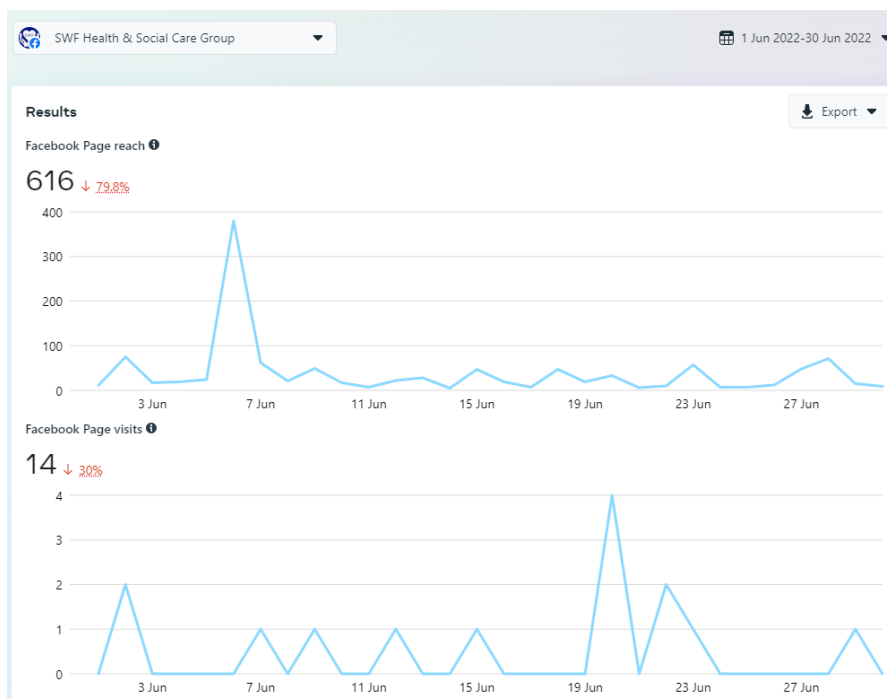 SWF Health & Social Care Group
1 Jun 2022-30 Jun 2022
Results
Export
Facebook Page reach
616 ↓ 79.8%
400
300
200
100
0
3 Jun 7 Jun 11 Jun 15 Jun 19 Jun 23 Jun 27 Jun
Facebook Page visits
14 ↓ 30%
4
3
2
1
0
3 Jun 7 Jun 11 Jun 15 Jun 19 Jun 23 Jun 27 Jun